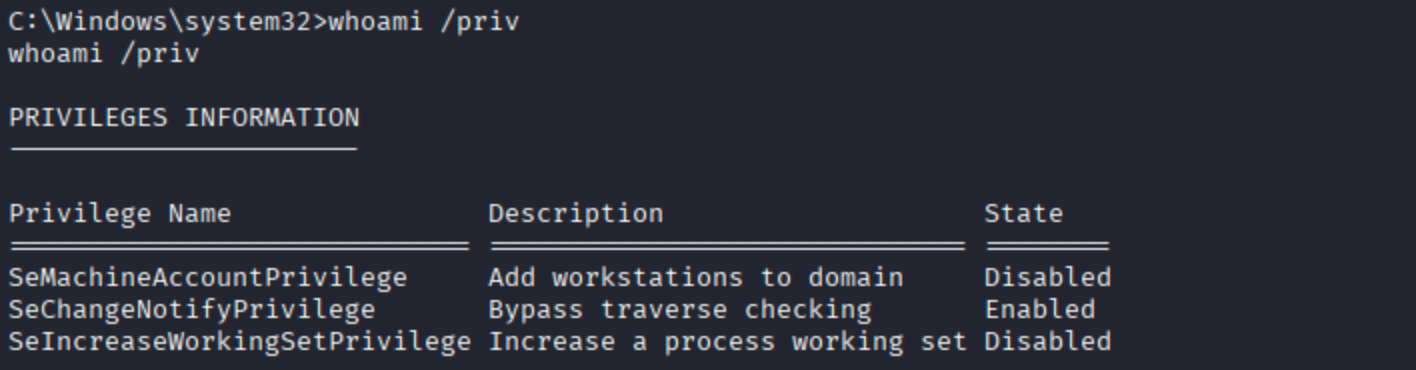 C:\Windows\system32>whoami /priv
whoami /priv
PRIVILEGES INFORMATION
Privilege Name Description State
SeMachineAccountPrivilege Add workstations to domain Disabled
SeChangeNotifyPrivilege Bypass traverse checking Enabled
SeIncreaseWorkingSetPrivilege Increase a process working set Disabled